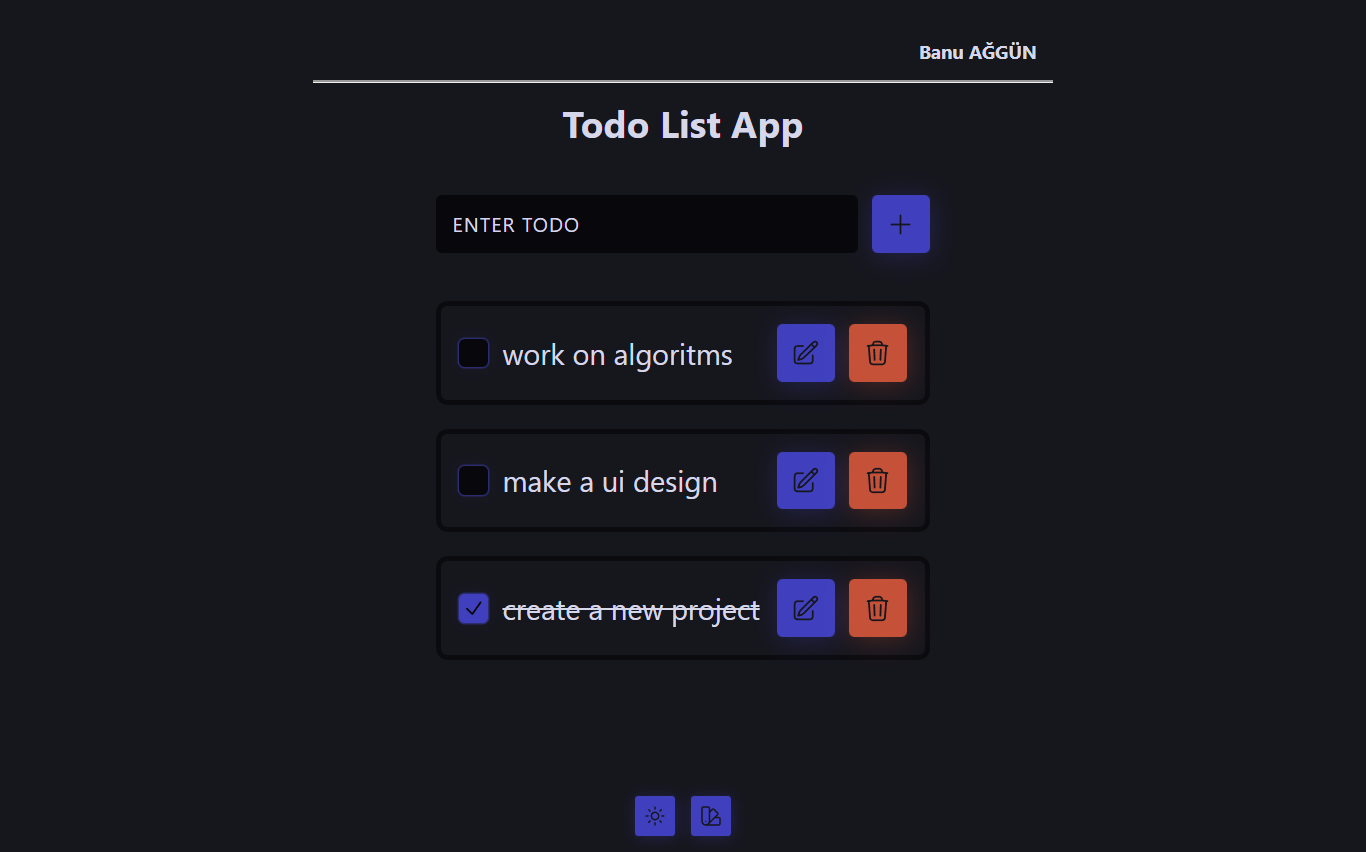 Banu AĞGÜN
Todo List App
ENTER TODO
work on algoritms
make a ui design
create a new project